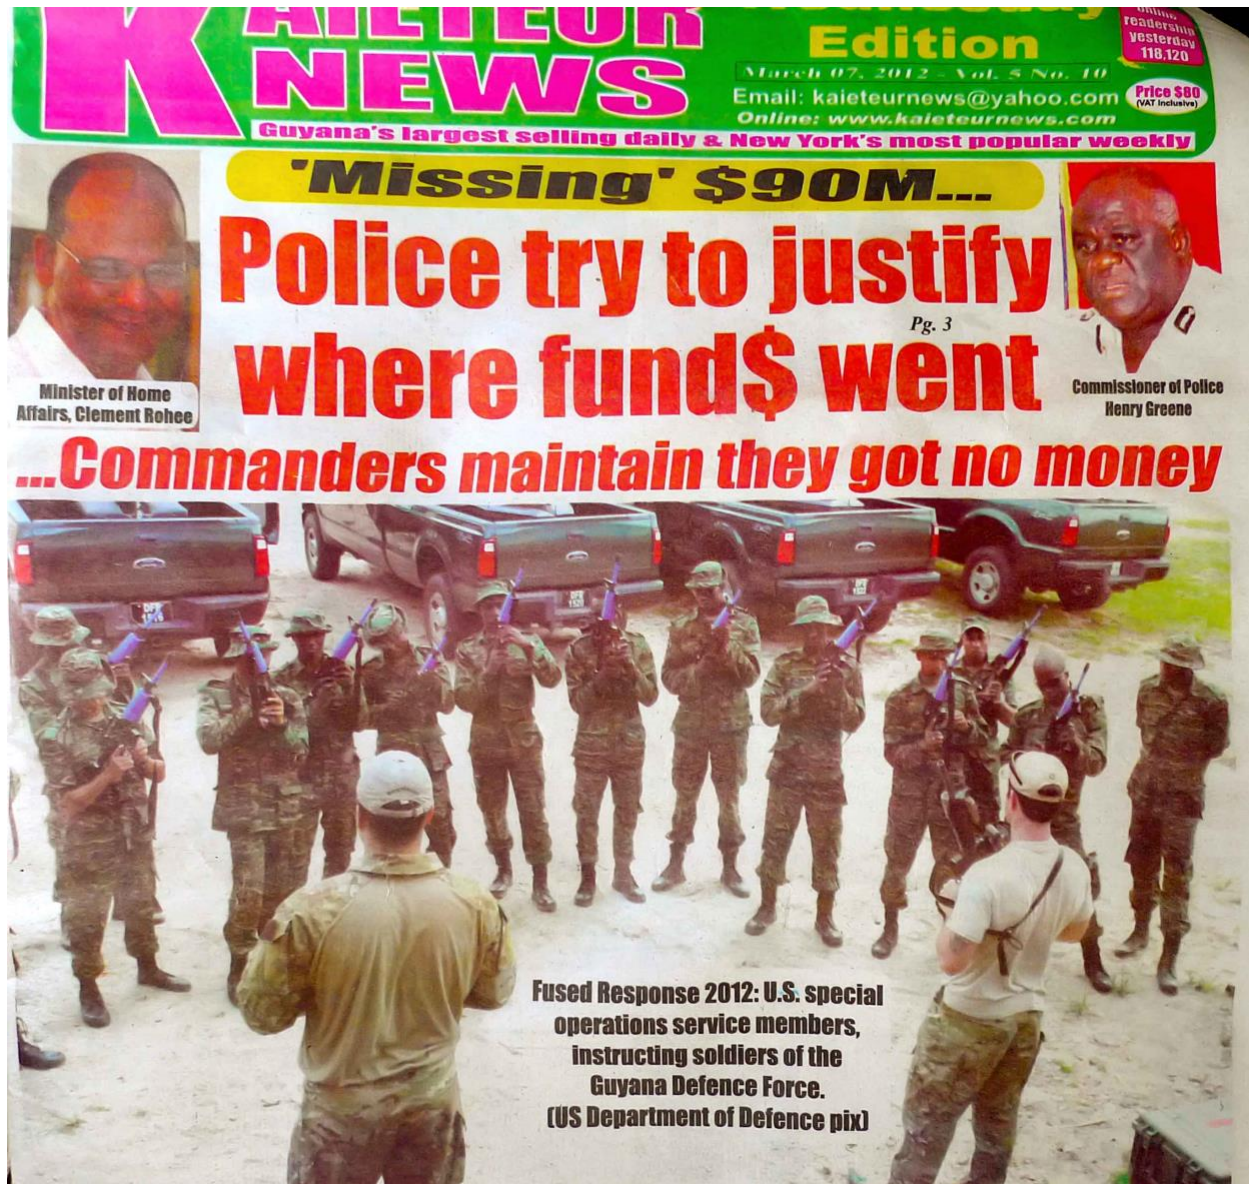 KAIETEUR
NEWS
Wednesday
Edition
March 07, 2012 - Vol. 5 No. 10
Email: kaieteurnews@yahoo.com
Online: www.kaieteurnews.com
online
readership
yesterday
118,120
Price $80
(VAT Inclusive)
Guyana's largest selling daily & New York's most popular weekly
'Missing' $90M...
Police try to justify
where fund$ went
Pg. 3
Minister of Home
Affairs, Clement Rohee
Commissioner of Police
Henry Greene
...Commanders maintain they got no money
Fused Response 2012: U.S. special
operations service members,
instructing soldiers of the
Guyana Defence Force.
(US Department of Defence pix)